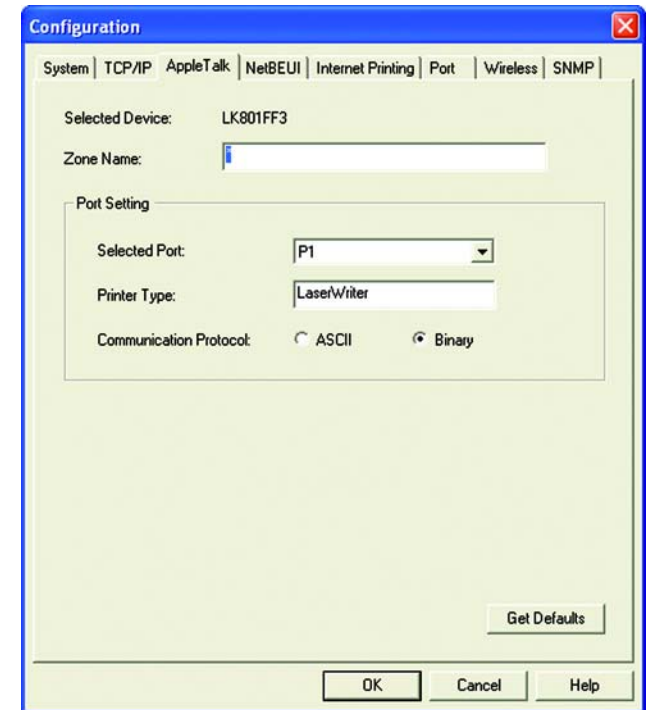 Configuration
System TCP/IP AppleTalk NetBEUI Internet Printing Port Wireless SNMP
Selected Device: LK801FF3
Zone Name: *
Port Setting
Selected Port: P1
Printer Type: LaserWriter
Communication Protocol: ASCII Binary
Get Defaults
OK Cancel Help